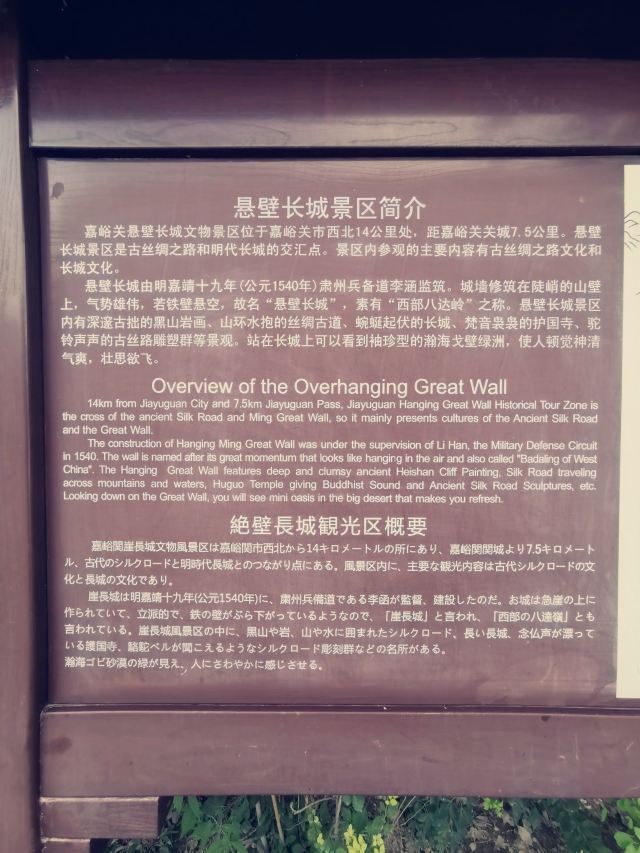 悬壁长城景区简介
嘉峪关悬壁长城文物景区位于嘉峪关市西北14公里处，距嘉峪关关城7.5公里。悬壁
长城景区是古丝绸之路和明代长城的交汇点。景区内参观的主要内容有古丝绸之路文化和
长城文化。
悬壁长城由明嘉靖十九年(公元1540年)肃州兵备道李涵监筑。城墙修筑在陡峭的山壁
上，气势雄伟，若铁壁悬空，故名“悬壁长城”，素有“西部八达岭”之称。悬壁长城景区
内有深邃古拙的黑山岩画、山环水抱的丝绸古道、蜿蜒起伏的长城、梵音袅袅的护国寺、驼
铃声声的古丝路雕塑群等景观。站在长城上可以看到袖珍型的瀚海戈壁绿洲，使人顿觉神清
气爽，壮思欲飞。
Overview of the Overhanging Great Wall
14km from Jiayuguan City and 7.5km Jiayuguan Pass, Jiayuguan Hanging Great Wall Historical Tour Zone is
the cross of the ancient Silk Road and Ming Great Wall, so it mainly presents cultures of the Ancient Silk Road
and the Great Wall.
The construction of Hanging Ming Great Wall was under the supervision of Li Han, the Military Defense Circuit
in 1540. The wall is named after its great momentum that looks like hanging in the air and also called "Badaling of West
China". The Hanging Great Wall features deep and clumsy ancient Heishan Cliff Painting, Silk Road traveling
across mountains and waters, Huguo Temple giving Buddhist Sound and Ancient Silk Road Sculptures, etc.
Looking down on the Great Wall, you will see mini oasis in the big desert that makes you refresh.
絶壁長城観光区概要
嘉峪関崖長城文物風景区は嘉峪関市西北から14キロメートルの所にあり、嘉峪関関城より7.5キロメート
ル、古代のシルクロードと明時代長城とのつながり点にある。風景区内に、主要な観光内容は古代シルクロードの文
化と長城の文化であり。
崖長城は明嘉靖十九年(公元1540年)に、粛州兵備道である李函が監督、建設したのだ。お城は急崖の上に
作られていて、立派的で、鉄の壁がぶら下がっているようなので、「崖長城」と言われ、「西部の八達嶺」とも
言われている。崖長城風景区の中に、黒山や岩、山や水に囲まれたシルクロード、長い長城、念仏声が漂って
いる護国寺、駱駝ベルが聞こえるようなシルクロード彫刻群などの名所がある。
瀚海ゴビ砂漠の緑が見え、人にさわやかに感じさせる。